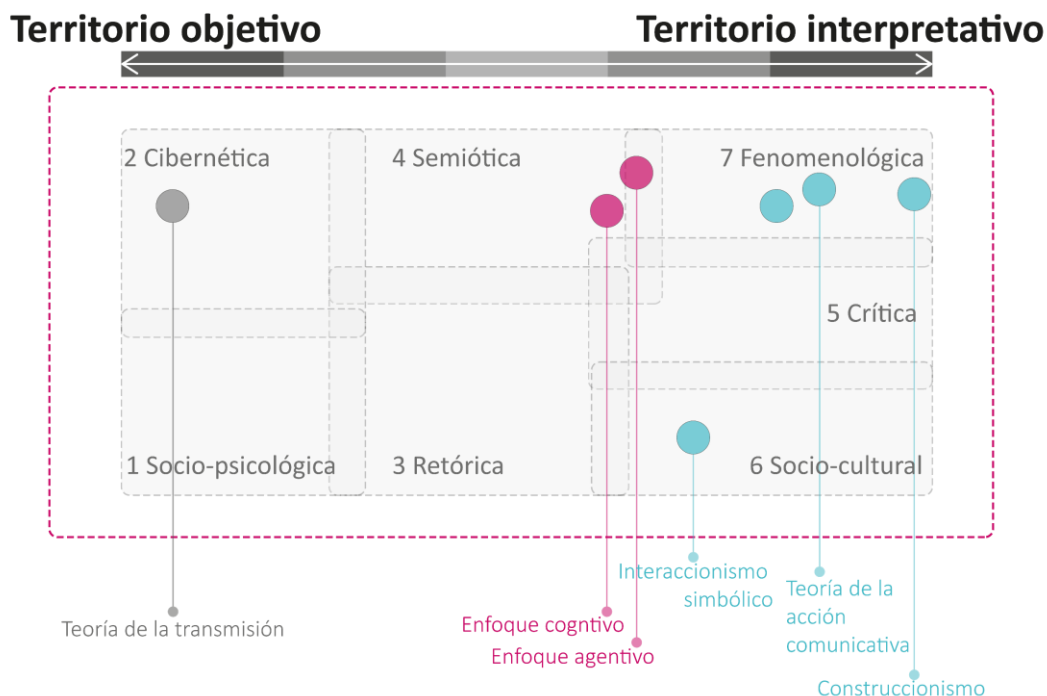 Territorio objetivo
Territorio interpretativo
2 Cibernética
4 Semiótica
7 Fenomenológica
5 Crítica
1 Socio-psicológica
3 Retórica
6 Socio-cultural
Interaccionismo
simbólico
Teoría de la
acción
comunicativa
Teoría de la transmisión
Enfoque cogntivo
Enfoque agentivo
Construccionismo